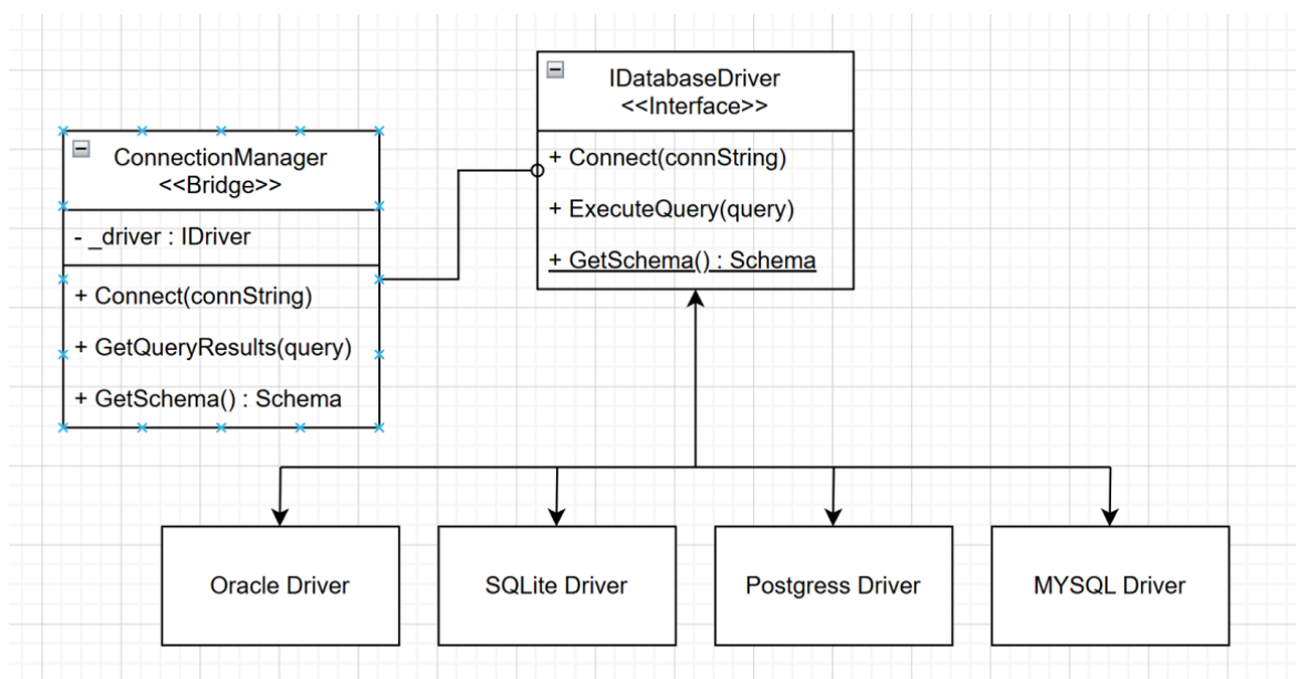 ConnectionManager
<<Bridge>>
- _driver : IDriver
+ Connect(connString)
+ GetQueryResults(query)
+ GetSchema() : Schema
IDatabaseDriver
<<Interface>>
+ Connect(connString)
+ ExecuteQuery(query)
+ GetSchema() : Schema
Oracle Driver
SQLite Driver
Postgress Driver
MYSQL Driver